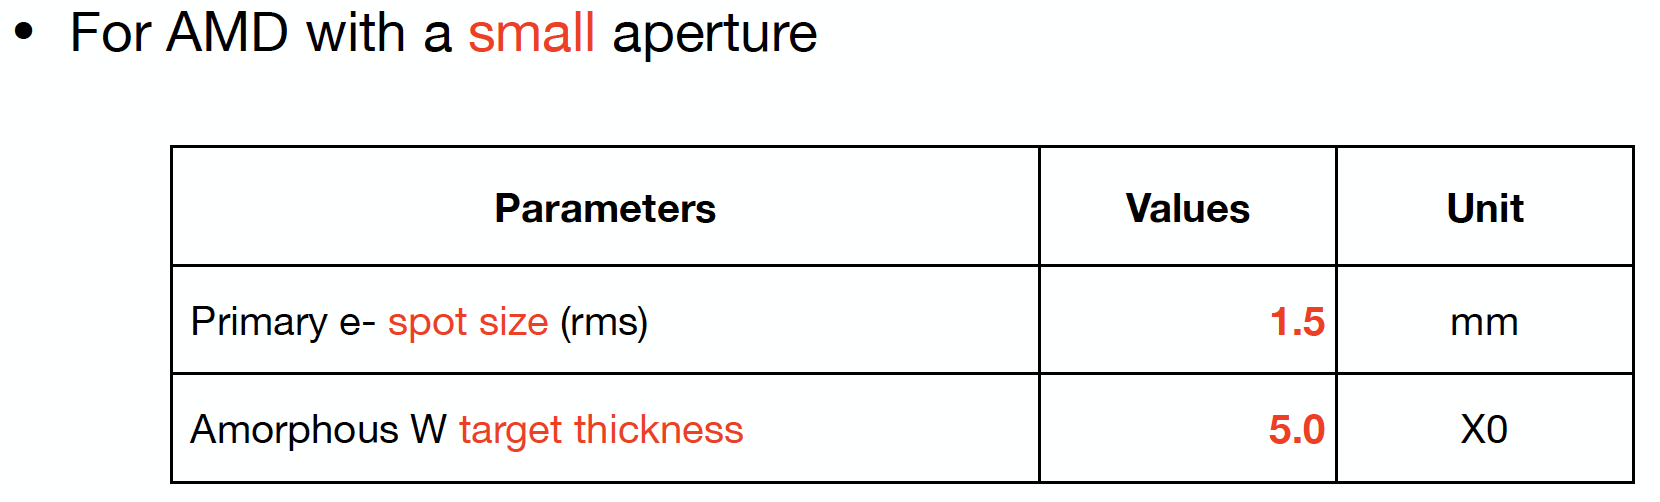 • For AMD with a small aperture
Parameters Values Unit
Primary e- spot size (rms) 1.5 mm
Amorphous W target thickness 5.0 X0